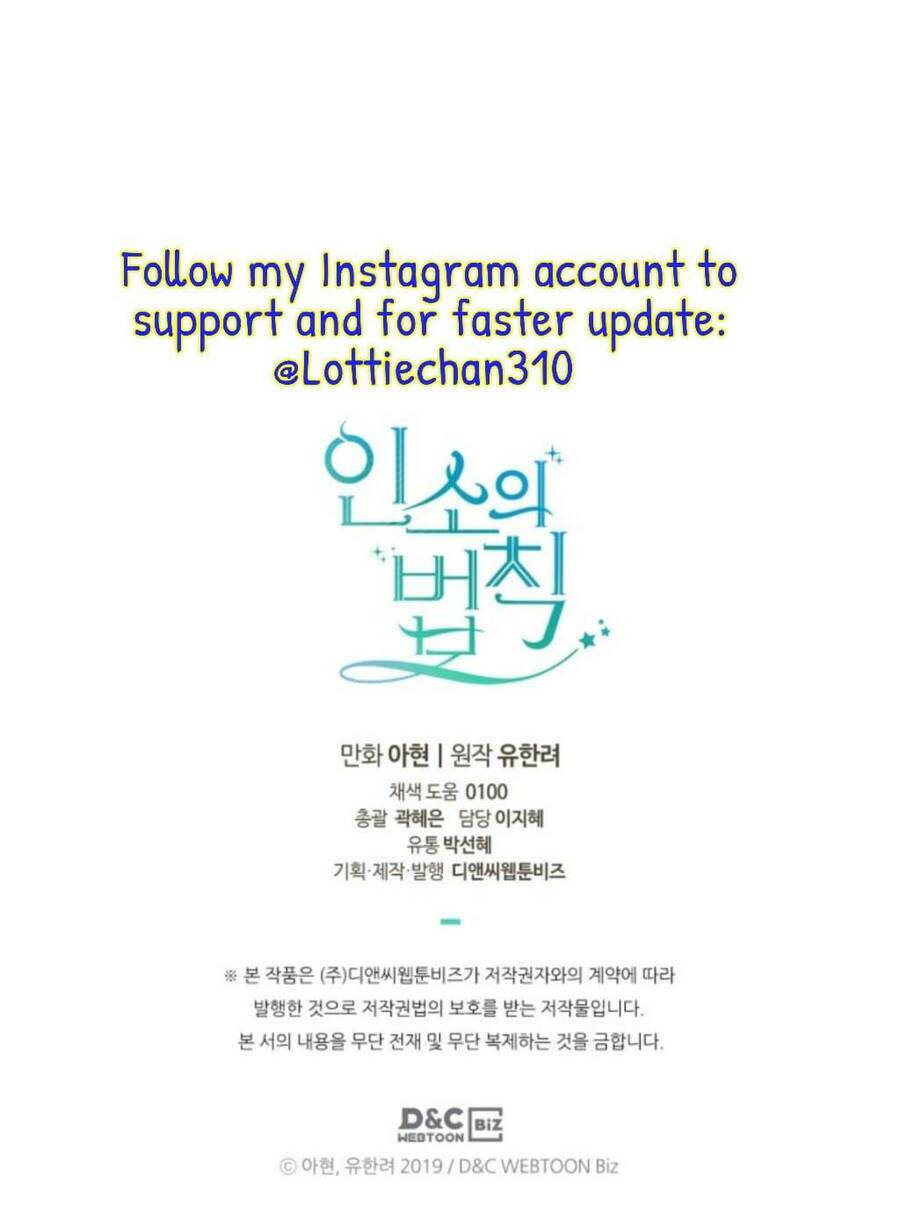 Follow my Instagram account to
support and for faster update:
@Lottiechan310
인소의
법칙
만화 아현 | 원작 유한려
채색 도움 0100
총괄 곽혜은 담당 이지혜
유통 박선혜
기획·제작·발행 디앤씨웹툰비즈
※ 본 작품은 (주)디앤씨웹툰비즈가 저작권자와의 계약에 따라
발행한 것으로 저작권법의 보호를 받는 저작물입니다.
본 서의 내용을 무단 전재 및 무단 복제하는 것을 금합니다.
D&C
WEBTOON BiZ
ⓒ 아현, 유한려 2019 / D&C WEBTOON Biz